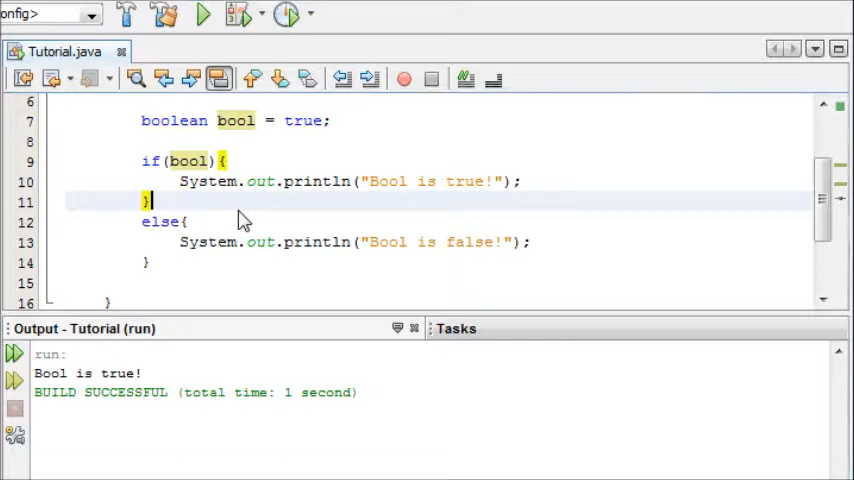 onfig>
Tutorial.java
6
7 boolean bool = true;
8
9 if(bool){
10 System.out.println("Bool is true!");
11 }
12 else{
13 System.out.println("Bool is false!");
14 }
15
16 }
Output - Tutorial (run)
Tasks
run:
Bool is true!
BUILD SUCCESSFUL (total time: 1 second)